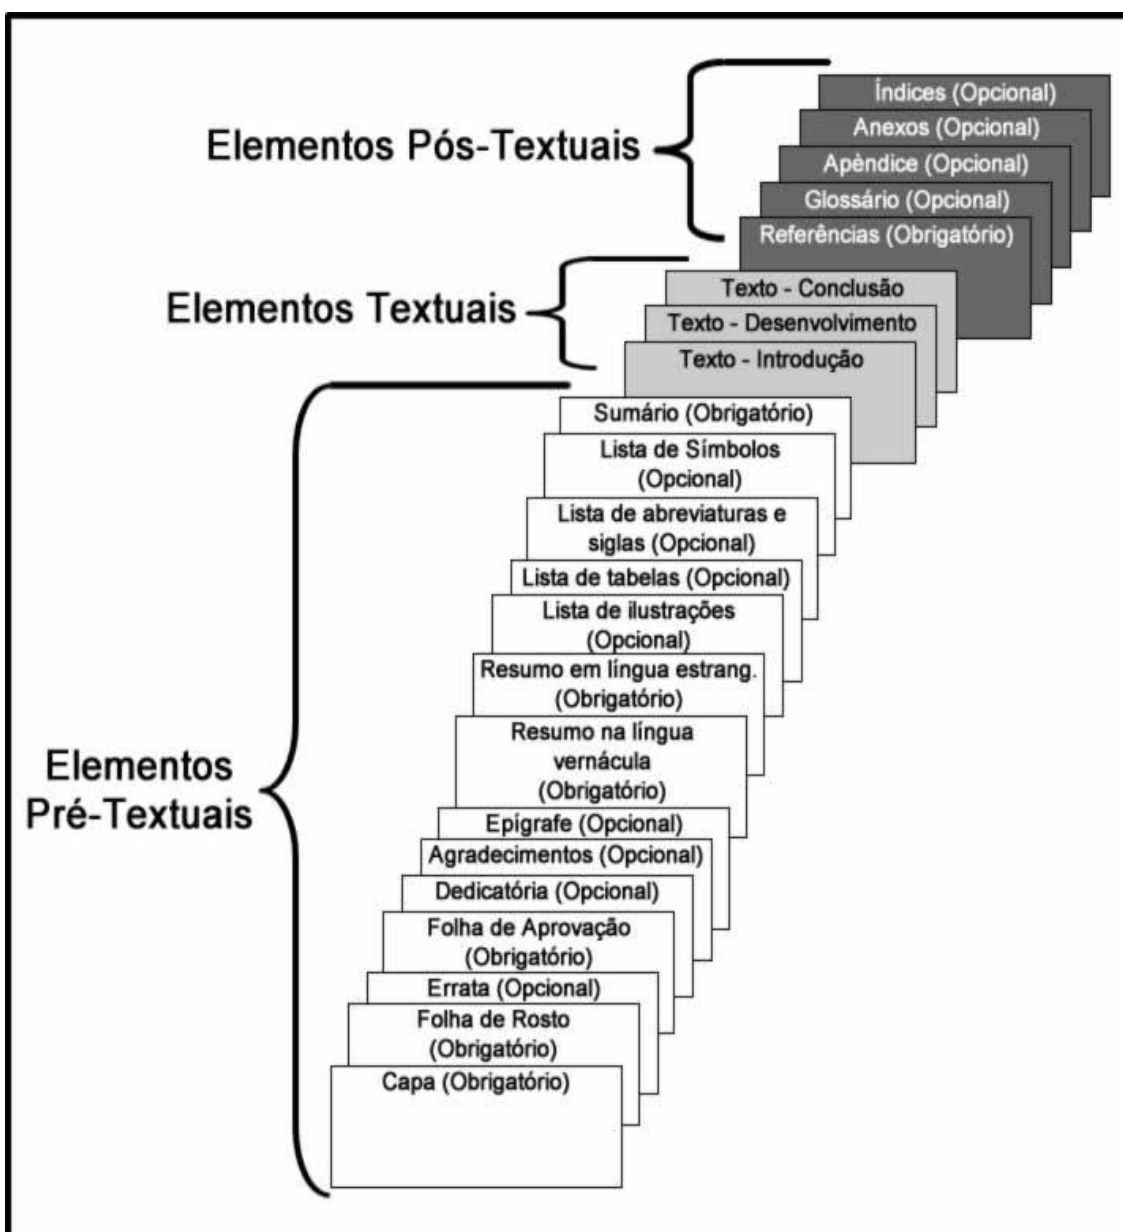 Índices (Opcional)
Anexos (Opcional)
Elementos Pós-Textuais
Apèndice (Opcional)
Glossário (Opcional)
Referências (Obrigatório)
Elementos Textuais
Texto - Conclusão
Texto - Desenvolvimento
Texto - Introdução
Sumário (Obrigatório)
Lista de Símbolos
(Opcional)
Lista de abreviaturas e
siglas (Opcional)
Lista de tabelas (Opcional)
Lista de ilustrações
(Opcional)
Resumo em língua estrang.
(Obrigatório)
Resumo na língua
vernácula
(Obrigatório)
Elementos
Pré-Textuais
Epígrafe (Opcional)
Agradecimentos (Opcional)
Dedicatória (Opcional)
Folha de Aprovação
(Obrigatório)
Errata (Opcional)
Folha de Rosto
(Obrigatório)
Capa (Obrigatório)